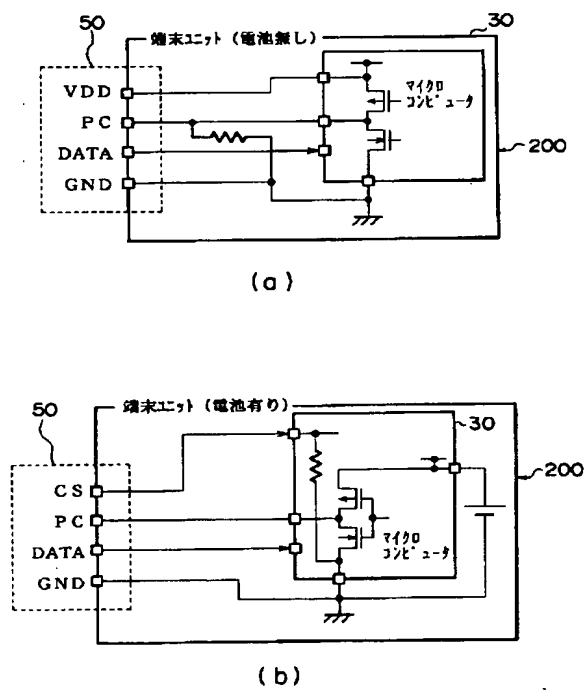 50
端末ユニット（電池無し）
30
VDD
PC
DATA
GND
マイクロ
コンピュータ
200
(a)
50
端末ユニット（電池有り）
30
200
CS
PC
DATA
GND
マイクロ
コンピュータ
(b)